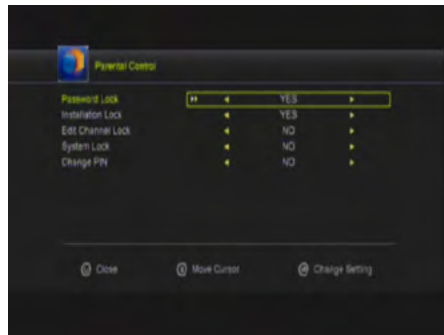 Parental Control
Password Lock YES
Installation Lock YES
Edit Channel Lock NO
System Lock NO
Change PIN NO
Close Move Cursor Change Setting